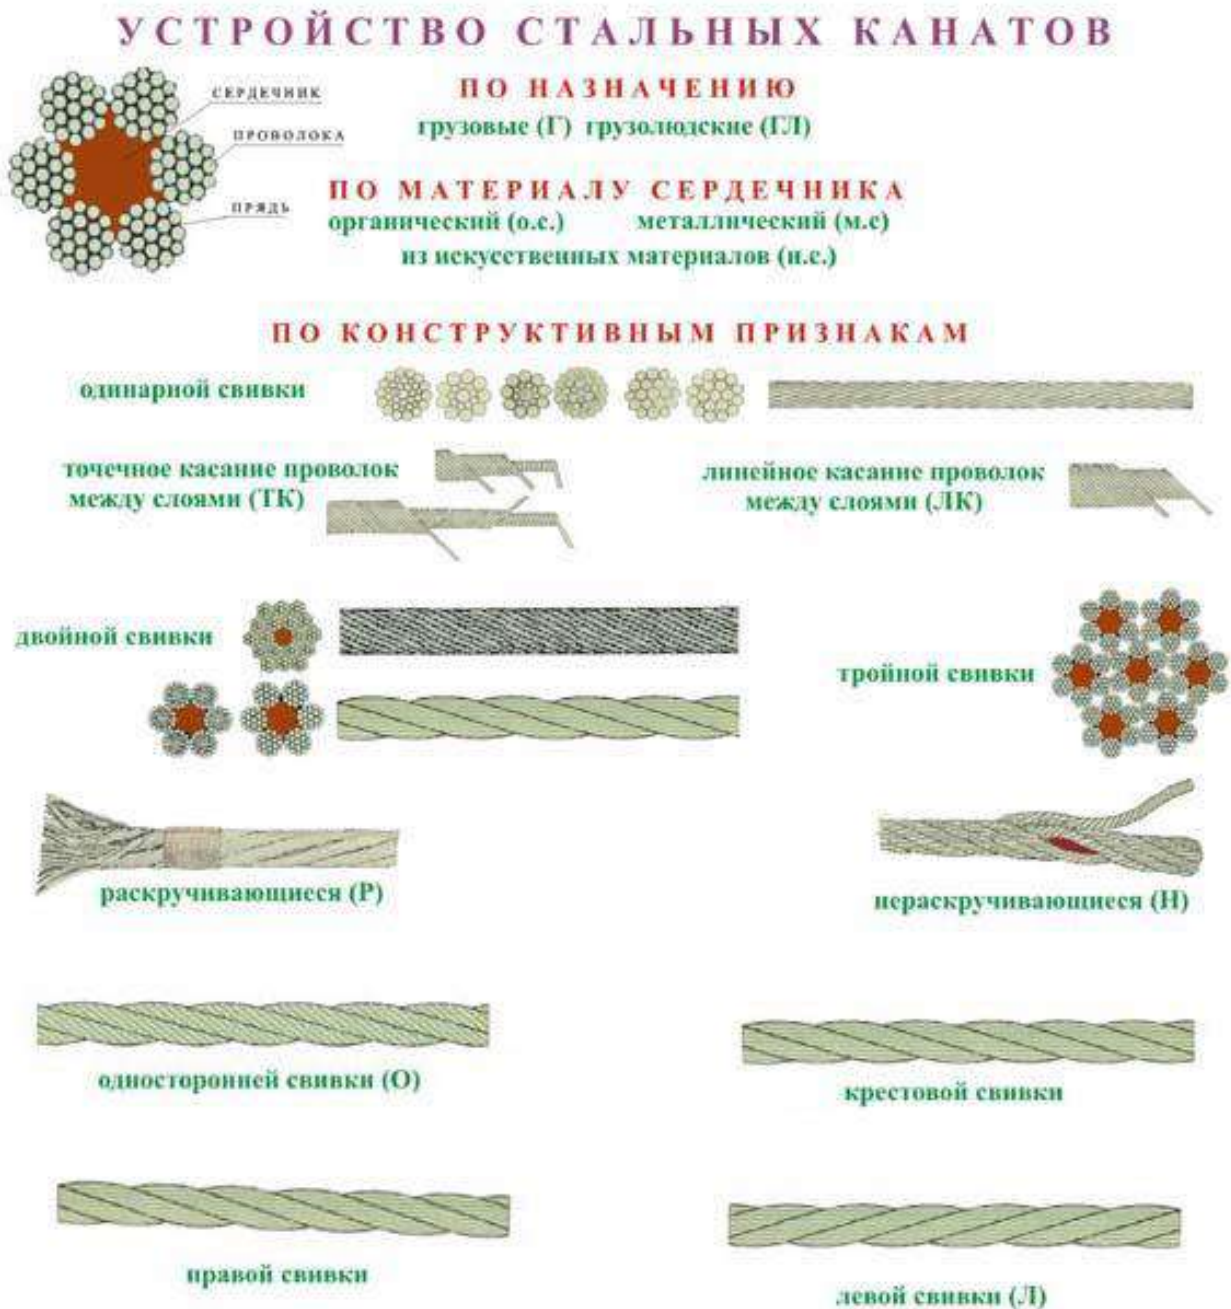 УСТРОЙСТВО СТАЛЬНЫХ КАНАТОВ
СЕРДЕЧНИК
ПРОВОЛОКА
ПРЯДЬ
ПО НАЗНАЧЕНИЮ
грузовые (Г) грузолюдские (ГЛ)
ПО МАТЕРИАЛУ СЕРДЕЧНИКА
органический (о.с.) металлический (м.с)
из искусственных материалов (и.с.)
ПО КОНСТРУКТИВНЫМ ПРИЗНАКАМ
одинарной свивки
точечное касание проволок
между слоями (ТК)
линейное касание проволок
между слоями (ЛК)
двойной свивки
тройной свивки
раскручивающиеся (Р)
нераскручивающиеся (Н)
односторонней свивки (О)
крестовой свивки
правой свивки
левой свивки (Л)